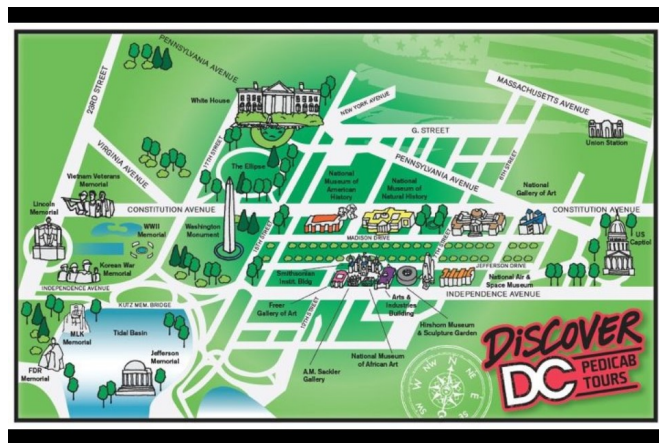 PENNSYLVANIA AVENUE
23RD STREET
MASSACHUSETTS AVENUE
White House
NEW YORK AVENUE
G. STREET
Union Station
VIRGINIA AVENUE
17TH STREET
PENNSYLVANIA AVENUE
The Ellipse
National
Museum of
American
History
National
Museum of
Natural History
National
Gallery of Art
Vietnam Veterans
Memorial
Lincoln
Memorial
CONSTITUTION AVENUE
CONSTITUTION AVENUE
WWII
Memorial
Washington
Monument
MADISON DRIVE
US
Capitol
Korean War
Memorial
Smithsonian
Instit. Bldg
JEFFERSON DRIVE
National Air &
Space Museum
INDEPENDENCE AVENUE
INDEPENDENCE AVENUE
KUTZ MEM. BRIDGE
Freer
Gallery of Art
12TH STREET
Arts &
Industries
Building
Hirshorn Museum
& Sculpture Garden
MLK
Memorial
Tidal Basin
Jefferson
Memorial
FDR
Memorial
National Museum
of African Art
A.M. Sackler
Gallery
N
W
E
S
SW
DISCOVER
DC PEDICAB
TOURS